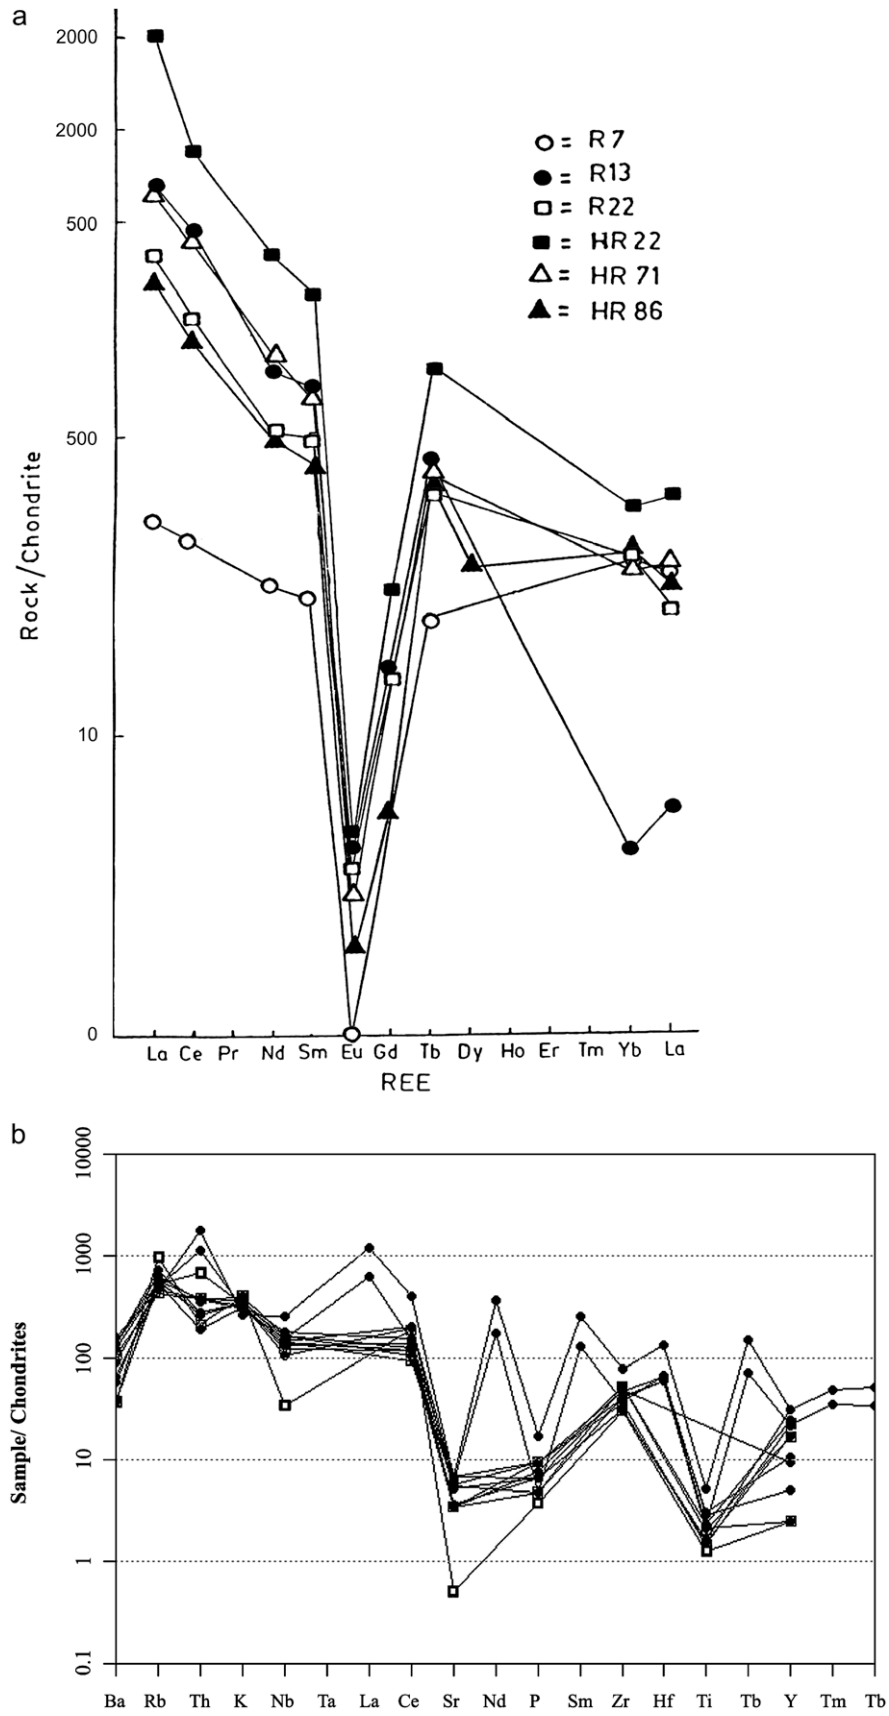 a
2000
2000
500
500
10
0
Rock/Chondrite
○ = R 7
● = R13
□ = R22
■ = HR 22
△ = HR 71
▲ = HR 86
La Ce Pr Nd Sm Eu Gd Tb Dy Ho Er Tm Yb La
REE
b
10000
1000
100
10
1
0.1
Sample/ Chondrites
Ba Rb Th K Nb Ta La Ce Sr Nd P Sm Zr Hf Ti Tb Y Tm Tb